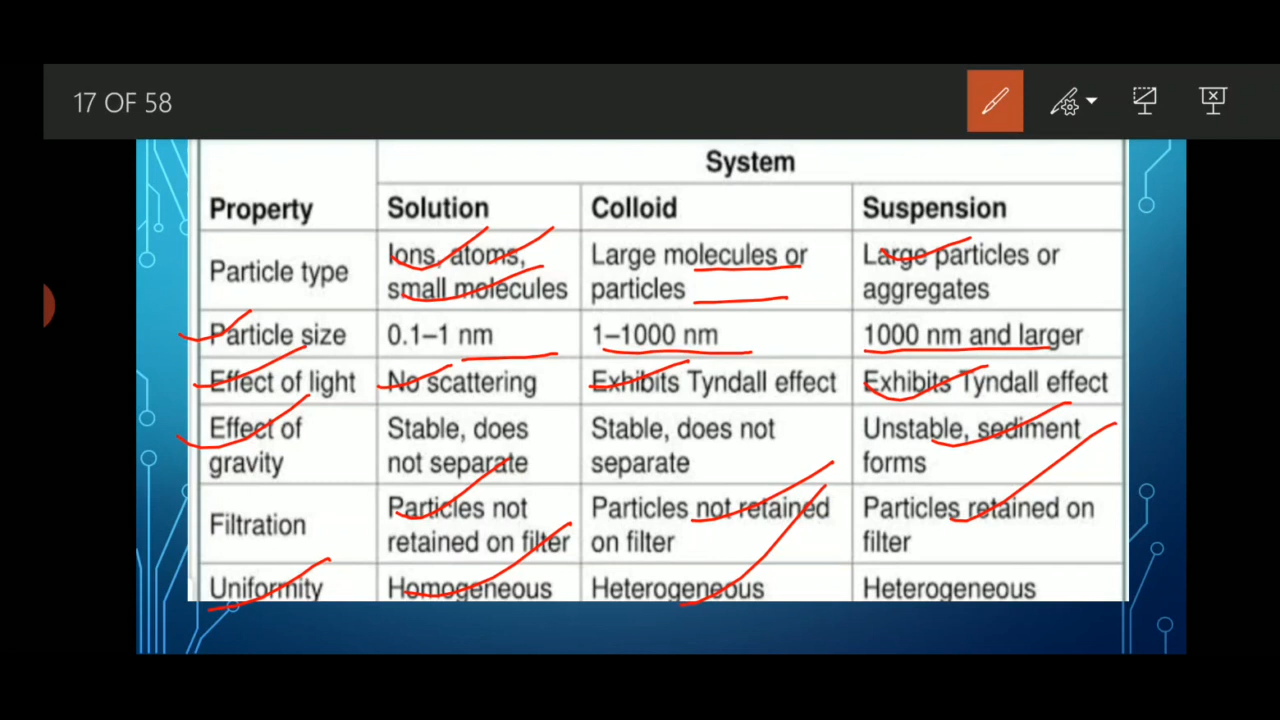 17 OF 58
System
Property Solution Colloid Suspension
Particle type
Ions, atoms,
small molecules
Large molecules or
particles
Large particles or
aggregates
Particle size 0.1–1 nm 1–1000 nm 1000 nm and larger
Effect of light No scattering Exhibits Tyndall effect Exhibits Tyndall effect
Effect of
gravity
Stable, does
not separate
Stable, does not
separate
Unstable, sediment
forms
Filtration
Particles not
retained on filter
Particles not retained
on filter
Particles retained on
filter
Uniformity Homogeneous Heterogeneous Heterogeneous